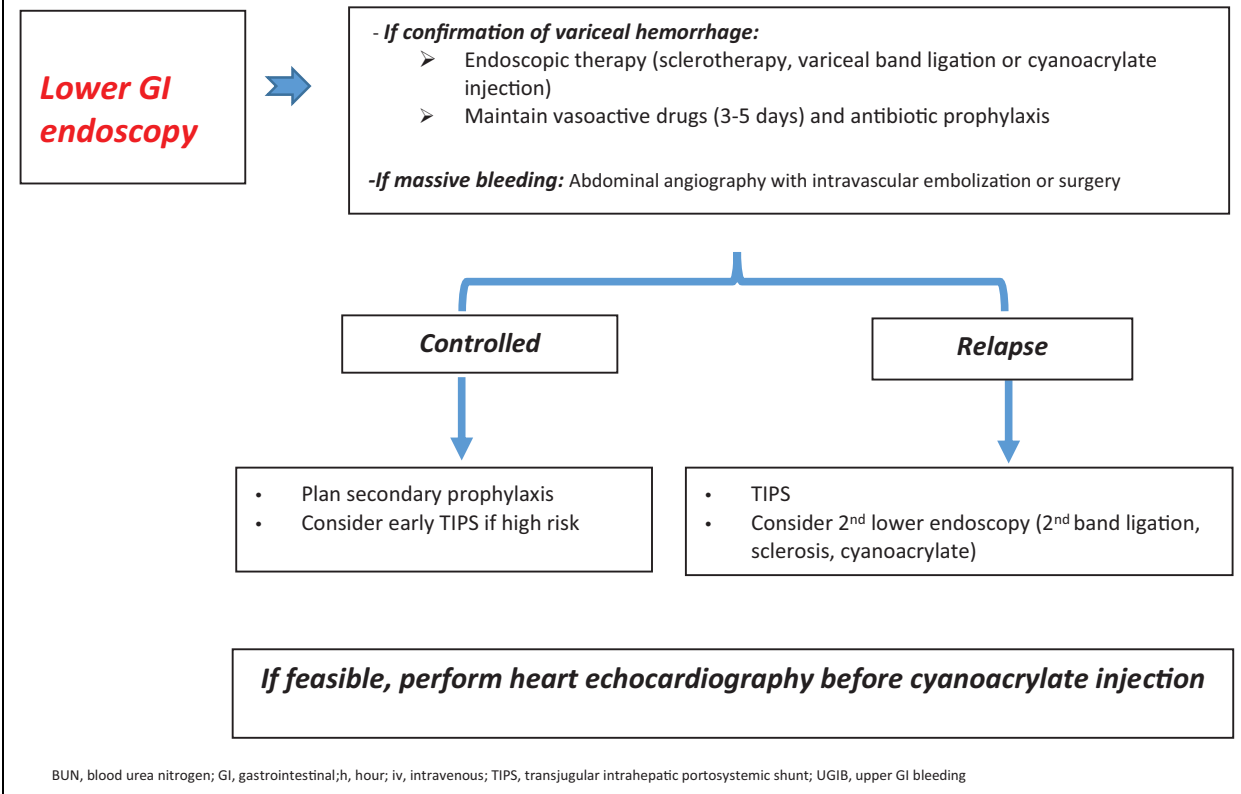 Lower GI
endoscopy
- If confirmation of variceal hemorrhage:
➢ Endoscopic therapy (sclerotherapy, variceal band ligation or cyanoacrylate
injection)
➢ Maintain vasoactive drugs (3-5 days) and antibiotic prophylaxis
-If massive bleeding: Abdominal angiography with intravascular embolization or surgery
Controlled
Relapse
• Plan secondary prophylaxis
• Consider early TIPS if high risk
• TIPS
• Consider 2nd lower endoscopy (2nd band ligation,
sclerosis, cyanoacrylate)
If feasible, perform heart echocardiography before cyanoacrylate injection
BUN, blood urea nitrogen; GI, gastrointestinal;h, hour; iv, intravenous; TIPS, transjugular intrahepatic portosystemic shunt; UGIB, upper GI bleeding